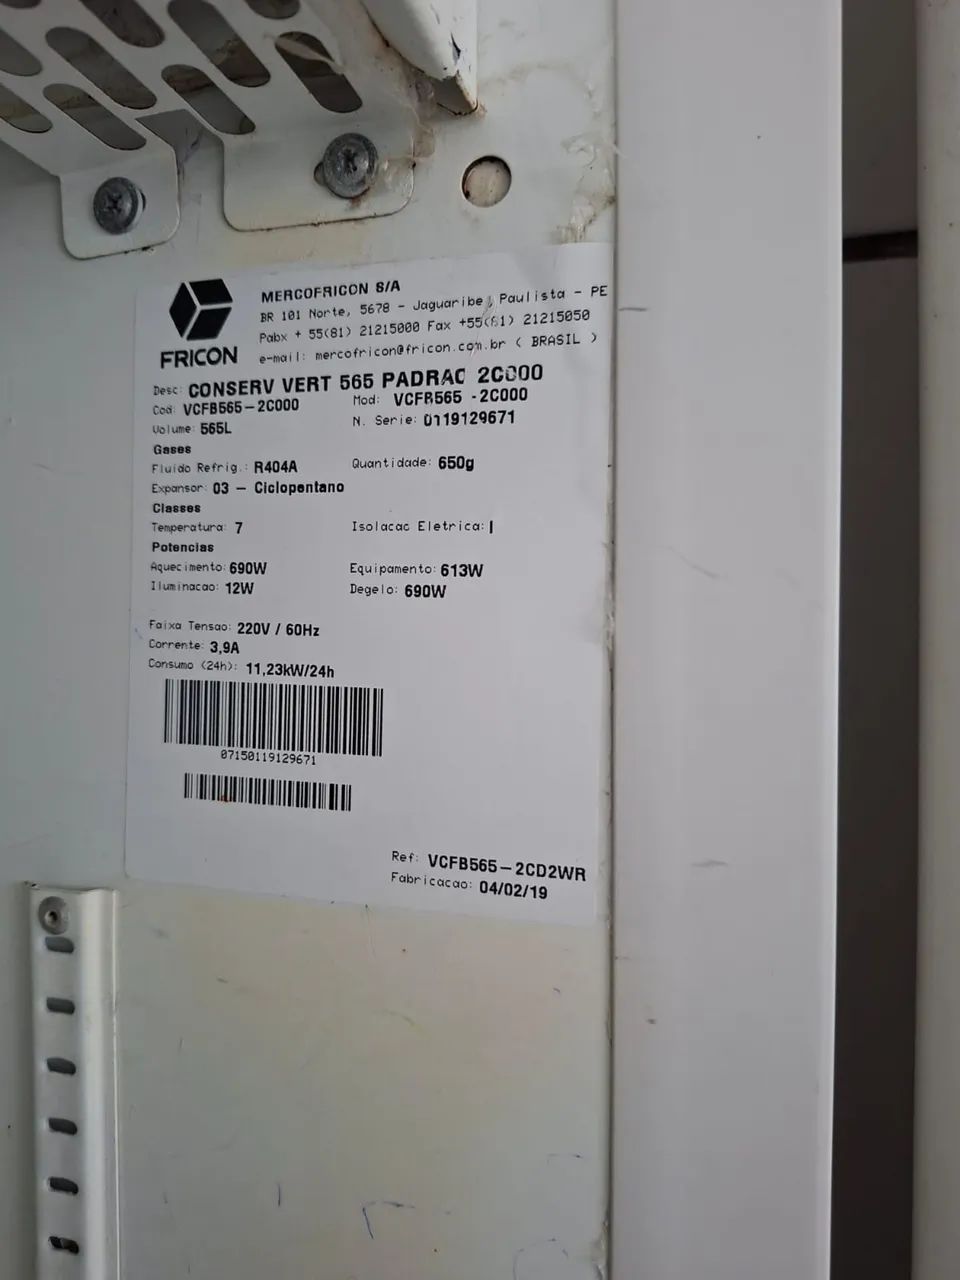 MERCOFRICON S/A
BR 101 Norte, 5678 - Jaguaribe, Paulista - PE
Pabx + 55(81) 21215000 Fax +55(81) 21215050
e-mail: mercofricon@fricon.com.br ( BRASIL )
FRICON
Desc: CONSERV VERT 565 PADRAC 2C000
Cod: VCFB565-2C000 Mod: VCFB565 -2C000
Volume: 565L N. Serie: 0119129671
Gases
Fluido Refrig.: R404A Quantidade: 650g
Expansor: 03 - Ciclopentano
Classes
Temperatura: 7 Isolacac Eletrica: I
Potencias
Aquecimento: 690W Equipamento: 613W
Iluminacao: 12W Degelo: 690W
Faixa Tensao: 220V / 60Hz
Corrente: 3,9A
Consumo (24h): 11,23kW/24h
07150119129671
Ref: VCFB565-2CD2WR
Fabricacao: 04/02/19